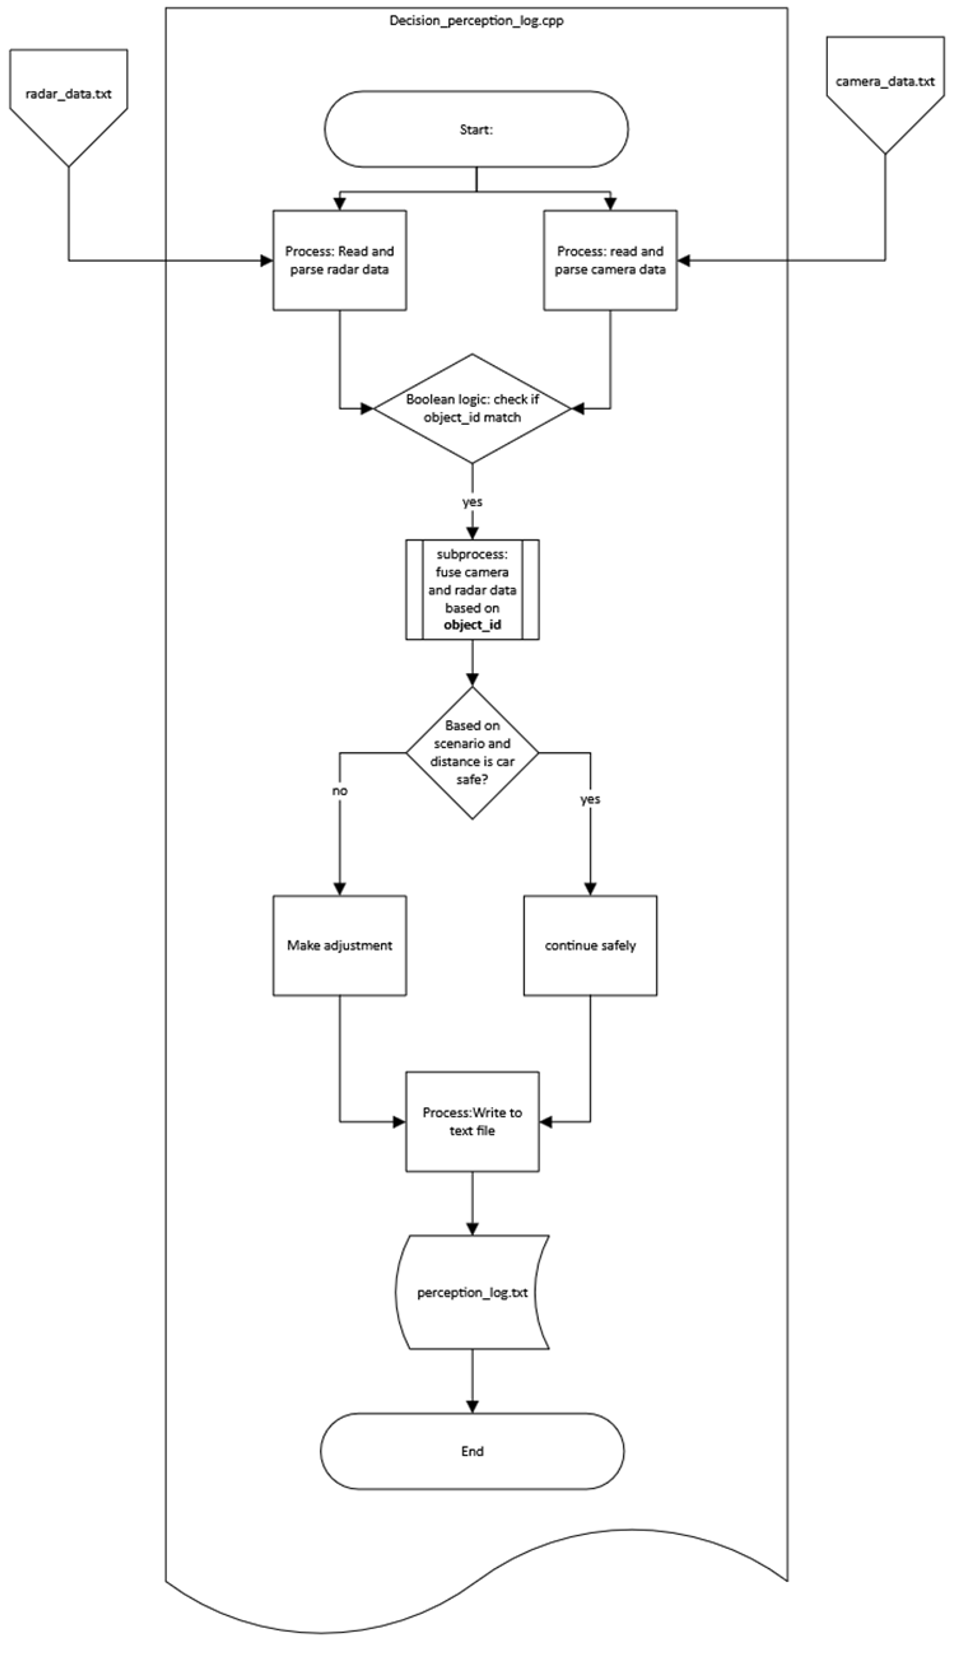 Decision_perception_log.cpp
radar_data.txt
camera_data.txt
Start:
Process: Read and
parse radar data
Process: read and
parse camera data
Boolean logic: check if
object_id match
yes
subprocess:
fuse camera
and radar data
based on
object_id
Based on
scenario and
distance is car
safe?
no
yes
Make adjustment
continue safely
Process:Write to
text file
perception_log.txt
End